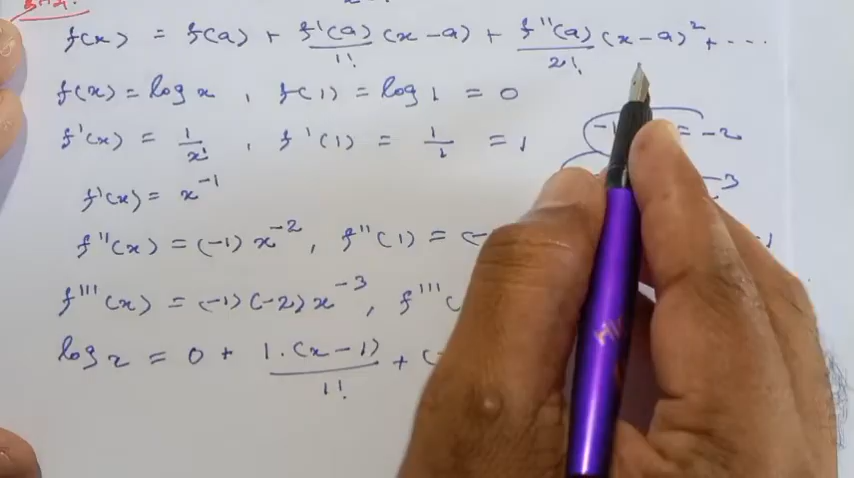 f(x) = f(a) + f'(a)/1! (x-a) + f''(a)/2! (x-a)² + ....
f(x) = log x , f(1) = log 1 = 0
f'(x) = 1/x¹ , f'(1) = 1/1 = 1
= -2
f'(x) = x⁻¹
f''(x) = (-1) x⁻² , f''(1) = (-
f'''(x) = (-1) (-2) x⁻³ , f'''(
log x = 0 + 1.(x-1)/1! + (-